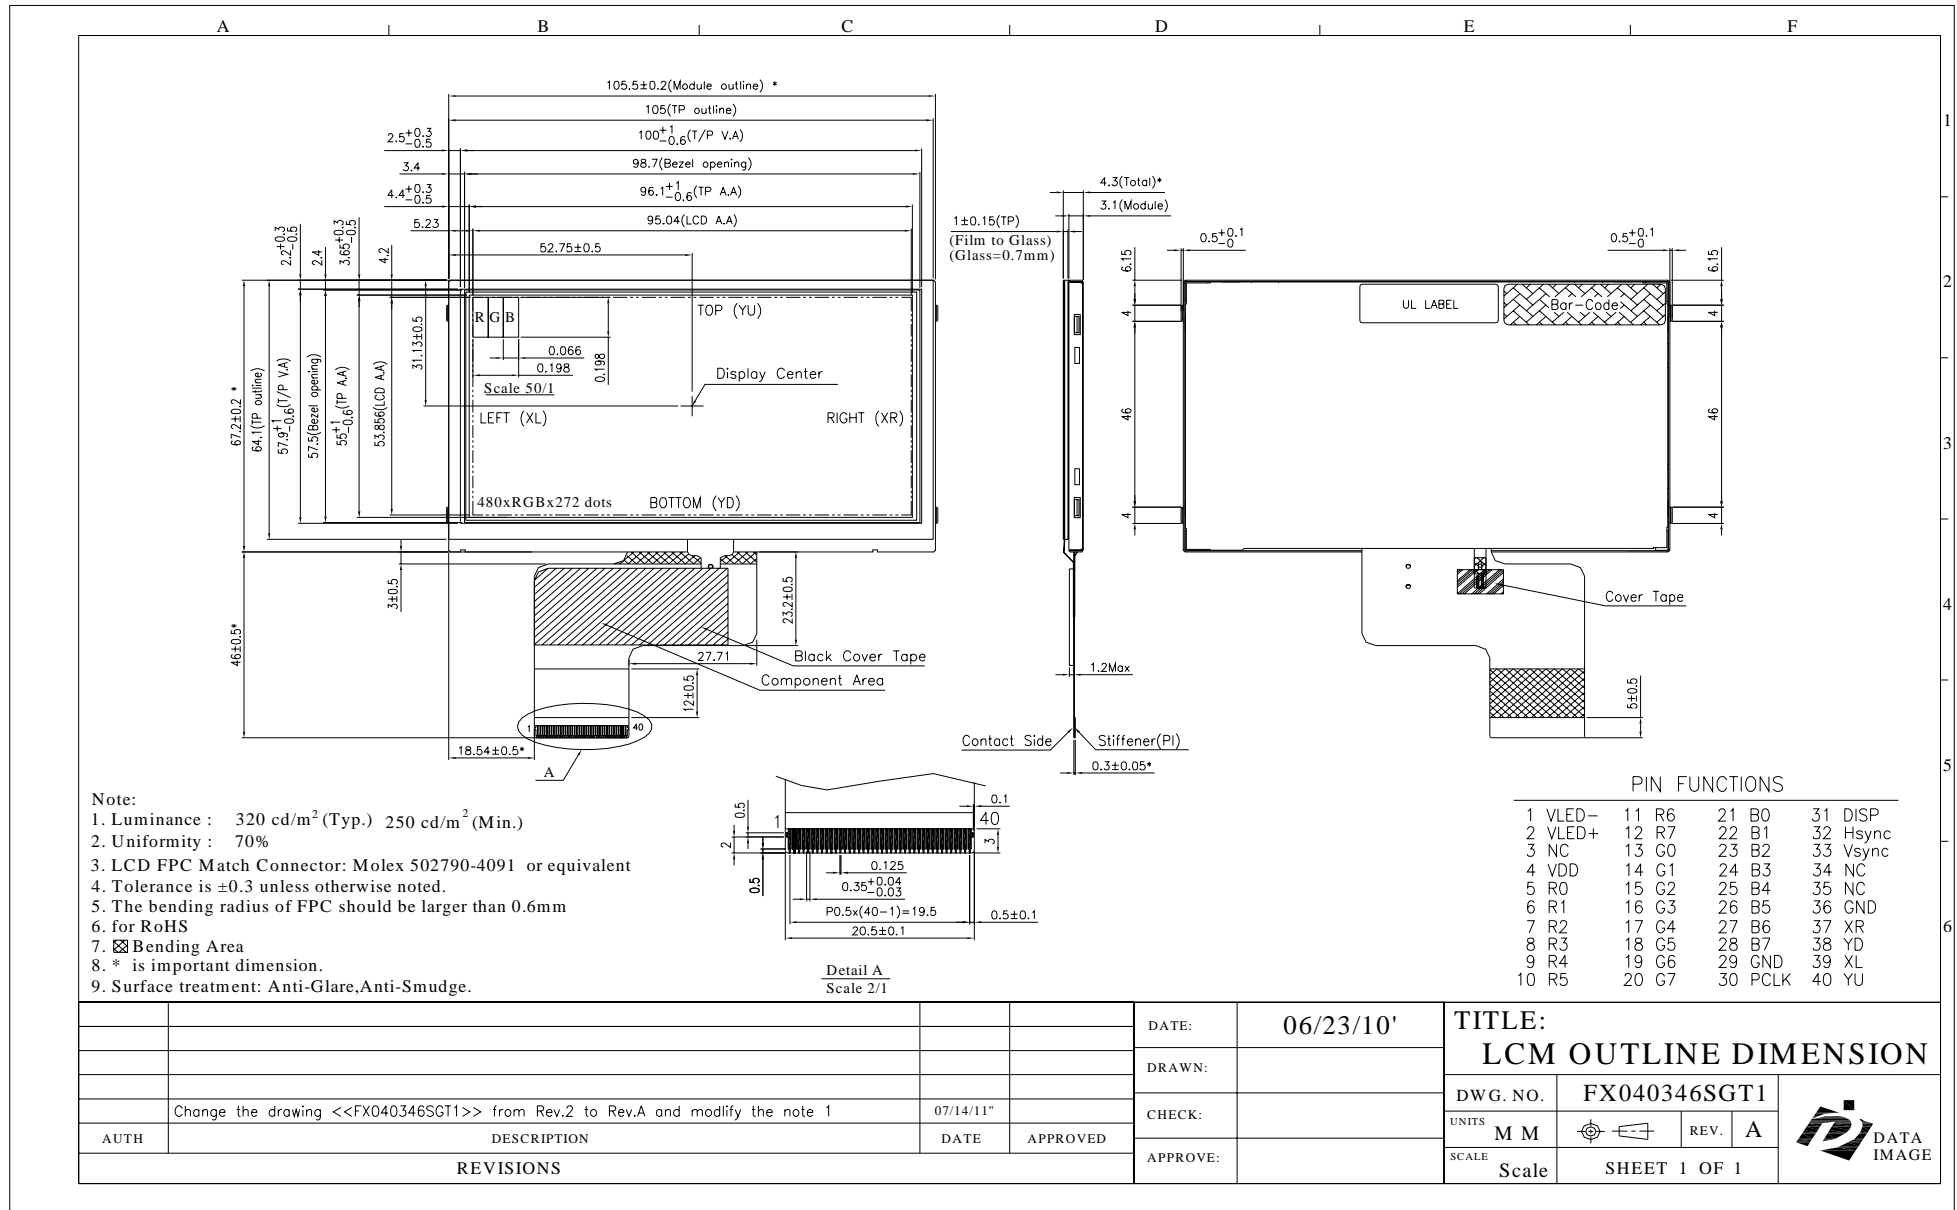 A B C D E F
1
2
3
4
5
6
105.5±0.2(Module outline) *
105(TP outline)
2.5+0.3-0.5
100+1-0.6(T/P V.A)
3.4
98.7(Bezel opening)
4.4+0.3-0.5
96.1+1-0.6(TP A.A)
5.23
95.04(LCD A.A)
52.75±0.5
2.2+0.3-0.5
2.4
3.65+0.3-0.5
4.2
67.2±0.2 *
64.1(TP outline)
57.9+1-0.6(T/P V.A)
57.5(Bezel opening)
55+1-0.6(TP A.A)
53.856(LCD A.A)
31.13±0.5
R G B
TOP (YU)
0.066
0.198
0.198
Scale 50/1
Display Center
LEFT (XL)
RIGHT (XR)
480xRGBx272 dots
BOTTOM (YD)
3±0.5
46±0.5*
23.2±0.5
27.71
12±0.5
Black Cover Tape
Component Area
1
40
18.54±0.5*
A
4.3(Total)*
3.1(Module)
1±0.15(TP)
(Film to Glass)
(Glass=0.7mm)
1.2Max
Contact Side
Stiffener(PI)
0.3±0.05*
0.5+0.1-0
0.5+0.1-0
6.15
6.15
4
4
46
46
4
4
UL LABEL
Bar-Code
Cover Tape
5±0.5
0.5
2
0.5
1
40
0.1
3
0.125
0.35+0.04-0.03
P0.5x(40-1)=19.5
0.5±0.1
20.5±0.1
Detail A
Scale 2/1
Note:
1. Luminance : 320 cd/m2 (Typ.) 250 cd/m2 (Min.)
2. Uniformity : 70%
3. LCD FPC Match Connector: Molex 502790-4091 or equivalent
4. Tolerance is ±0.3 unless otherwise noted.
5. The bending radius of FPC should be larger than 0.6mm
6. for RoHS
7. Bending Area
8. * is important dimension.
9. Surface treatment: Anti-Glare,Anti-Smudge.
PIN FUNCTIONS
1 VLED- 11 R6 21 B0 31 DISP
2 VLED+ 12 R7 22 B1 32 Hsync
3 NC 13 G0 23 B2 33 Vsync
4 VDD 14 G1 24 B3 34 NC
5 R0 15 G2 25 B4 35 NC
6 R1 16 G3 26 B5 36 GND
7 R2 17 G4 27 B6 37 XR
8 R3 18 G5 28 B7 38 YD
9 R4 19 G6 29 GND 39 XL
10 R5 20 G7 30 PCLK 40 YU
Change the drawing <<FX040346SGT1>> from Rev.2 to Rev.A and modify the note 1 07/14/11"
AUTH DESCRIPTION DATE APPROVED
REVISIONS
DATE: 06/23/10'
DRAWN:
CHECK:
APPROVE:
TITLE:
LCM OUTLINE DIMENSION
DWG. NO. FX040346SGT1
UNITS M M REV. A
SCALE Scale SHEET 1 OF 1
DATA
IMAGE